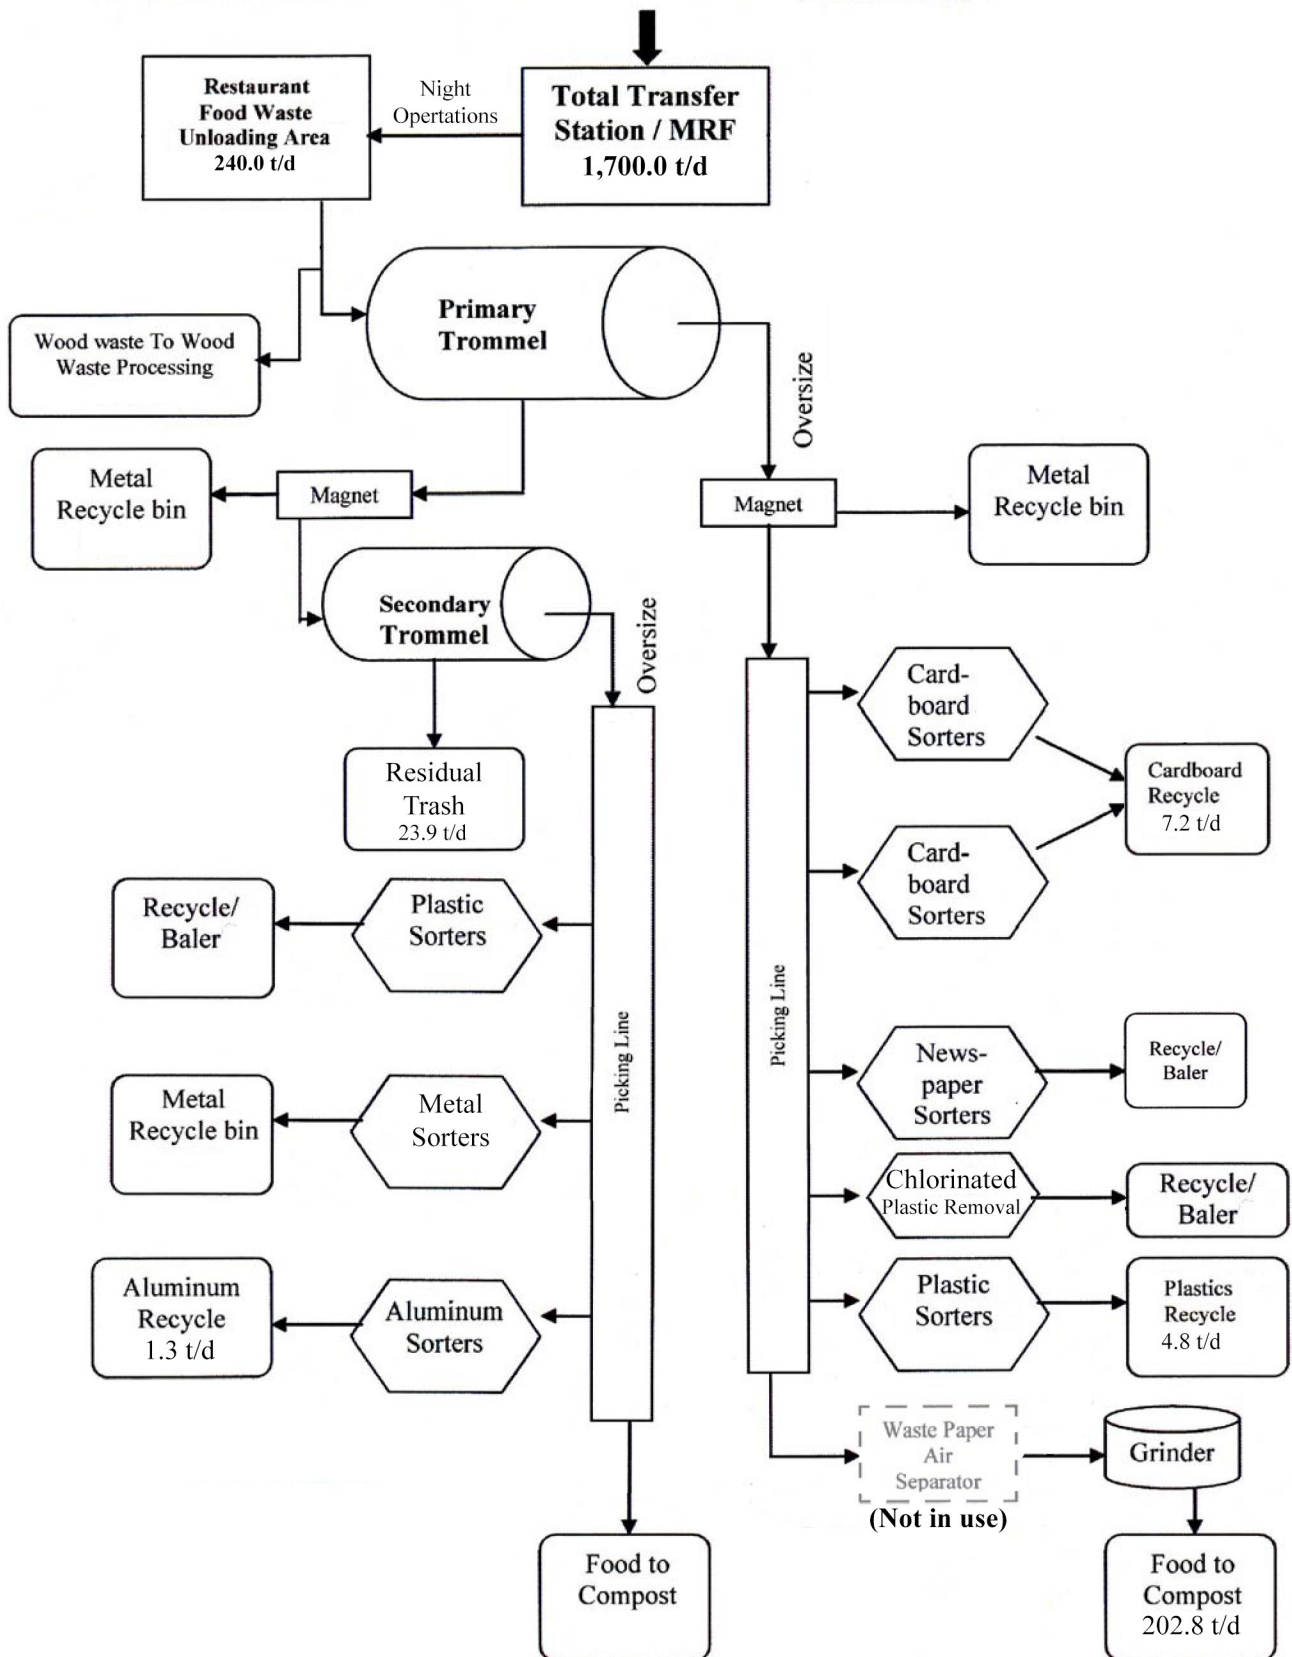 Restaurant
Food Waste
Unloading Area
240.0 t/d
Night
Opertations
Total Transfer
Station / MRF
1,700.0 t/d
Primary
Trommel
Wood waste To Wood
Waste Processing
Oversize
Metal
Recycle bin
Magnet
Magnet
Metal
Recycle bin
Secondary
Trommel
Oversize
Residual
Trash
23.9 t/d
Card-
board
Sorters
Cardboard
Recycle
7.2 t/d
Card-
board
Sorters
Recycle/
Baler
Plastic
Sorters
Picking Line
Picking Line
News-
paper
Sorters
Recycle/
Baler
Metal
Recycle bin
Metal
Sorters
Chlorinated
Plastic Removal
Recycle/
Baler
Aluminum
Recycle
1.3 t/d
Aluminum
Sorters
Plastic
Sorters
Plastics
Recycle
4.8 t/d
Waste Paper
Air
Separator
(Not in use)
Grinder
Food to
Compost
Food to
Compost
202.8 t/d